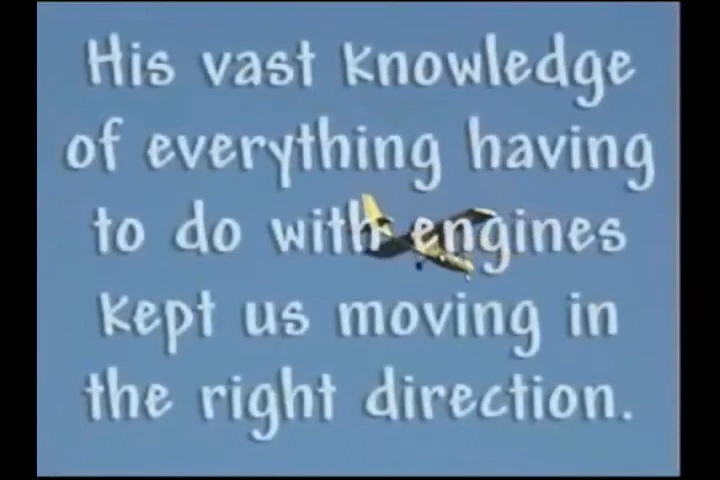 His vast knowledge
of everything having
to do with engines
kept us moving in
the right direction.